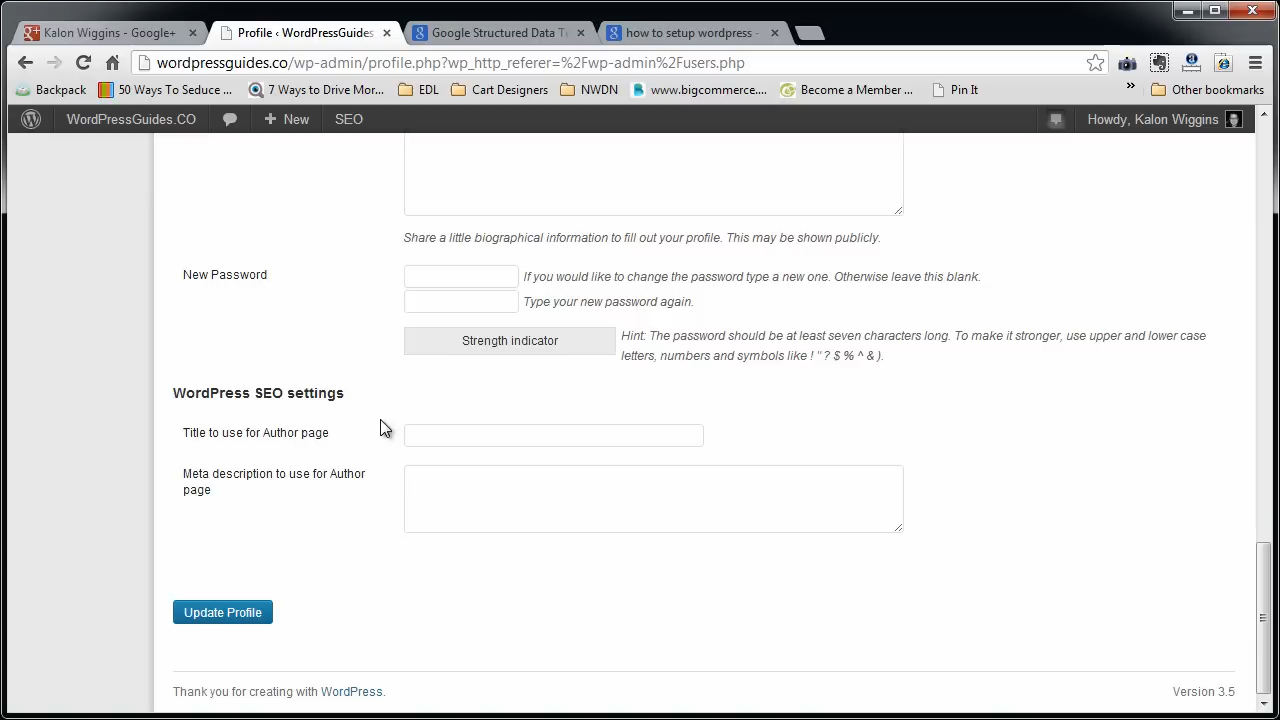 Kalon Wiggins - Google+
Profile ‹ WordPressGuides
Google Structured Data T
how to setup wordpress -
wordpressguides.co/wp-admin/profile.php?wp_http_referer=%2Fwp-admin%2Fusers.php
Backpack
50 Ways To Seduce ...
7 Ways to Drive Mor...
EDL
Cart Designers
NWDN
www.bigcommerce....
Become a Member ...
Pin It
»
Other bookmarks
WordPressGuides.CO
+ New
SEO
Howdy, Kalon Wiggins
Share a little biographical information to fill out your profile. This may be shown publicly.
New Password
If you would like to change the password type a new one. Otherwise leave this blank.
Type your new password again.
Strength indicator
Hint: The password should be at least seven characters long. To make it stronger, use upper and lower case
letters, numbers and symbols like ! " ? $ % ^ & ).
WordPress SEO settings
Title to use for Author page
Meta description to use for Author
page
Update Profile
Thank you for creating with WordPress.
Version 3.5